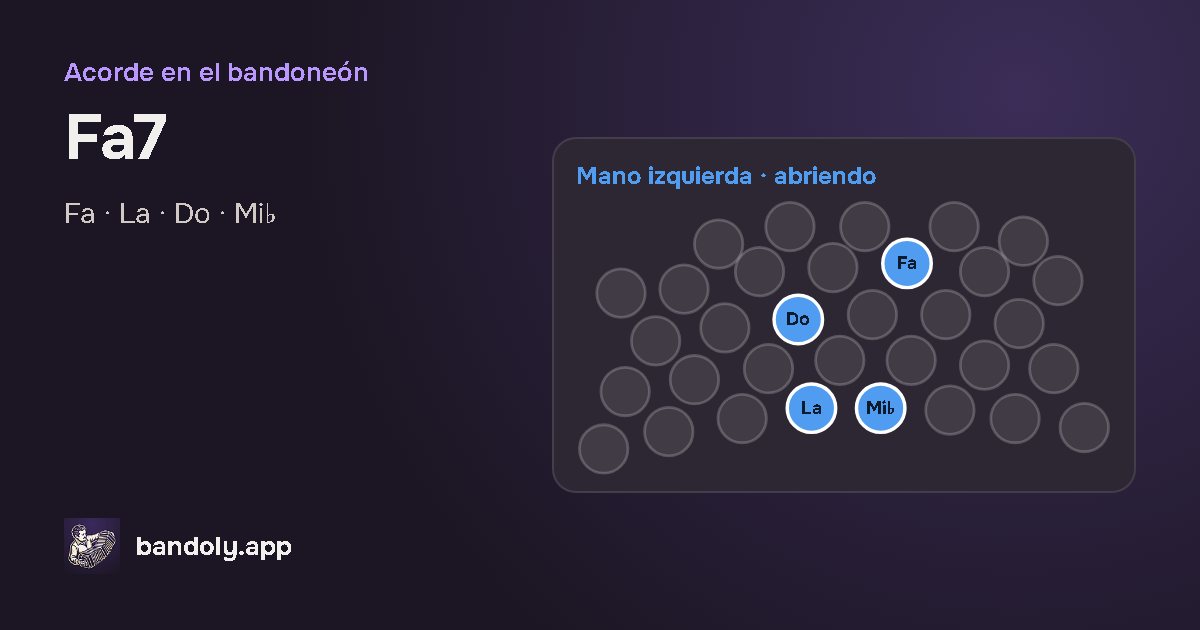 Acorde en el bandoneón
Fa7
Fa · La · Do · Mi♭
Mano izquierda · abriendo
Fa
Do
La
Mi♭
bandoly.app